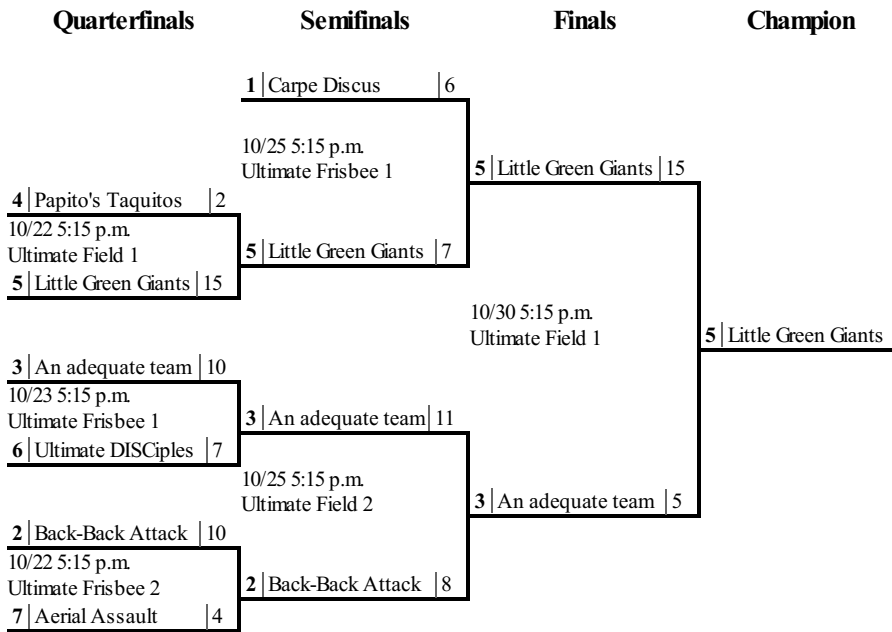 Quarterfinals Semifinals Finals Champion
1 Carpe Discus 6
10/25 5:15 p.m.
Ultimate Frisbee 1
5 Little Green Giants 15
4 Papito's Taquitos 2
10/22 5:15 p.m.
Ultimate Field 1
5 Little Green Giants 7
5 Little Green Giants 15
10/30 5:15 p.m.
Ultimate Field 1
5 Little Green Giants
3 An adequate team 10
10/23 5:15 p.m.
Ultimate Frisbee 1
3 An adequate team 11
6 Ultimate DISCiples 7
10/25 5:15 p.m.
Ultimate Field 2
3 An adequate team 5
2 Back-Back Attack 10
10/22 5:15 p.m.
Ultimate Frisbee 2
2 Back-Back Attack 8
7 Aerial Assault 4